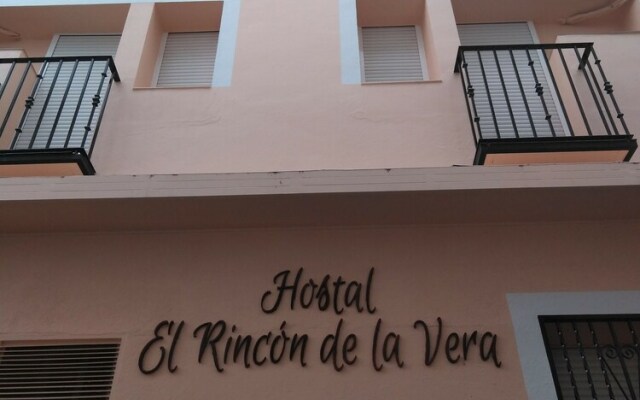 Hostal
El Rincón de la Vera